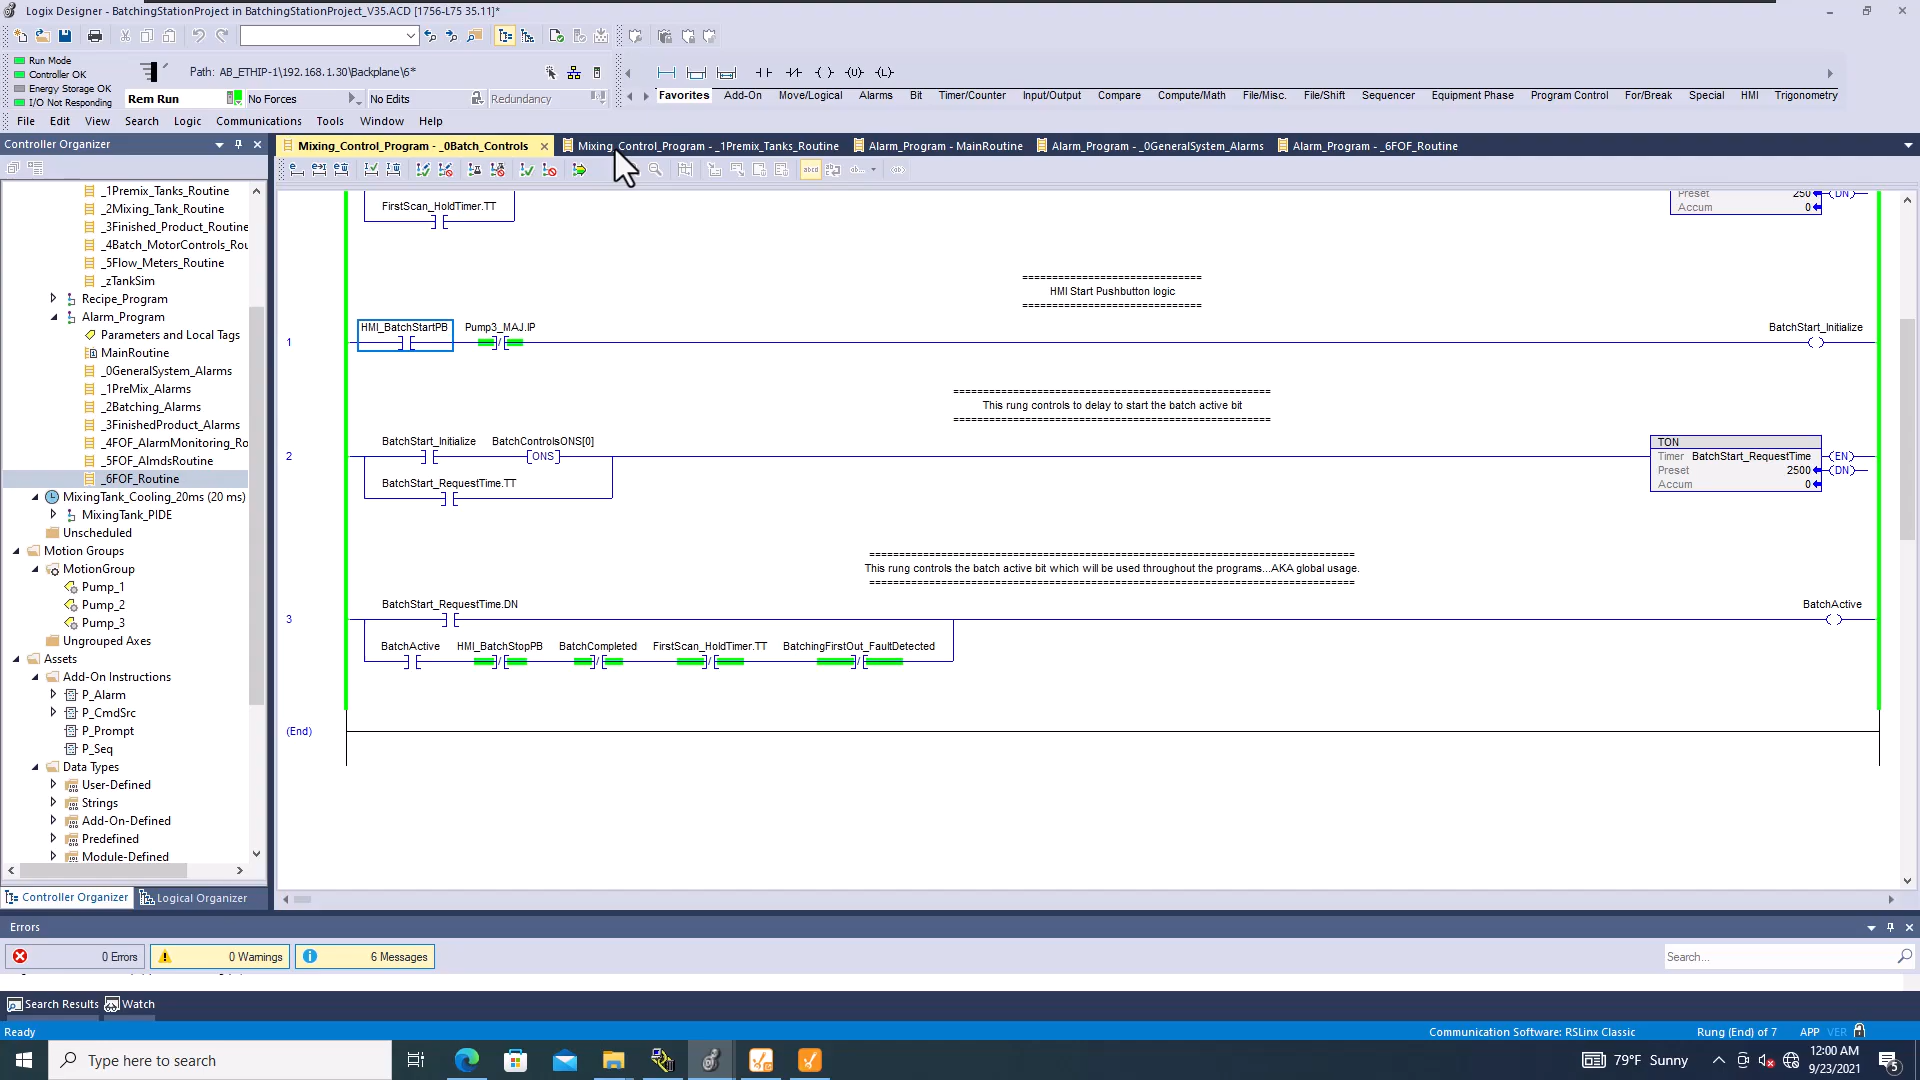 Logix Designer - BatchingStationProject in BatchingStationProject_V35.ACD [1756-L75 35.11]*
Run Mode
Controller OK
Energy Storage OK
I/O Not Responding
Path: AB_ETHIP-1\192.168.1.30\Backplane\6*
Rem Run
No Forces
No Edits
Redundancy
Favorites Add-On Move/Logical Alarms Bit Timer/Counter Input/Output Compare Compute/Math File/Misc. File/Shift Sequencer Equipment Phase Program Control For/Break Special HMI Trigonometry
File Edit View Search Logic Communications Tools Window Help
Controller Organizer
Mixing_Control_Program - _0Batch_Controls
Mixing_Control_Program - _1Premix_Tanks_Routine
Alarm_Program - MainRoutine
Alarm_Program - _0GeneralSystem_Alarms
Alarm_Program - _6FOF_Routine
_1Premix_Tanks_Routine
_2Mixing_Tank_Routine
_3Finished_Product_Routine
_4Batch_MotorControls_Rou
_5Flow_Meters_Routine
_zTankSim
Recipe_Program
Alarm_Program
Parameters and Local Tags
MainRoutine
_0GeneralSystem_Alarms
_1PreMix_Alarms
_2Batching_Alarms
_3FinishedProduct_Alarms
_4FOF_AlarmMonitoring_Ro
_5FOF_AlmdsRoutine
_6FOF_Routine
MixingTank_Cooling_20ms (20 ms)
MixingTank_PIDE
Unscheduled
Motion Groups
MotionGroup
Pump_1
Pump_2
Pump_3
Ungrouped Axes
Assets
Add-On Instructions
P_Alarm
P_CmdSrc
P_Prompt
P_Seq
Data Types
User-Defined
Strings
Add-On-Defined
Predefined
Module-Defined
Controller Organizer
Logical Organizer
FirstScan_HoldTimer.TT
Preset 250 (DN)
Accum 0
==============================
HMI Start Pushbutton logic
==============================
HMI_BatchStartPB Pump3_MAJ.IP BatchStart_Initialize
1
=====================================================
This rung controls to delay to start the batch active bit
=====================================================
BatchStart_Initialize BatchControlsONS[0]
2
ONS
BatchStart_RequestTime.TT
TON
Timer BatchStart_RequestTime (EN)
Preset 2500 (DN)
Accum 0
=================================================================================
This rung controls the batch active bit which will be used throughout the programs...AKA global usage.
=================================================================================
BatchStart_RequestTime.DN BatchActive
3
BatchActive HMI_BatchStopPB BatchCompleted FirstScan_HoldTimer.TT BatchingFirstOut_FaultDetected
(End)
Errors
0 Errors
0 Warnings
6 Messages
Search...
Search Results
Watch
Ready
Communication Software: RSLinx Classic
Rung (End) of 7
APP VER
Type here to search
79°F Sunny
12:00 AM
9/23/2021
5